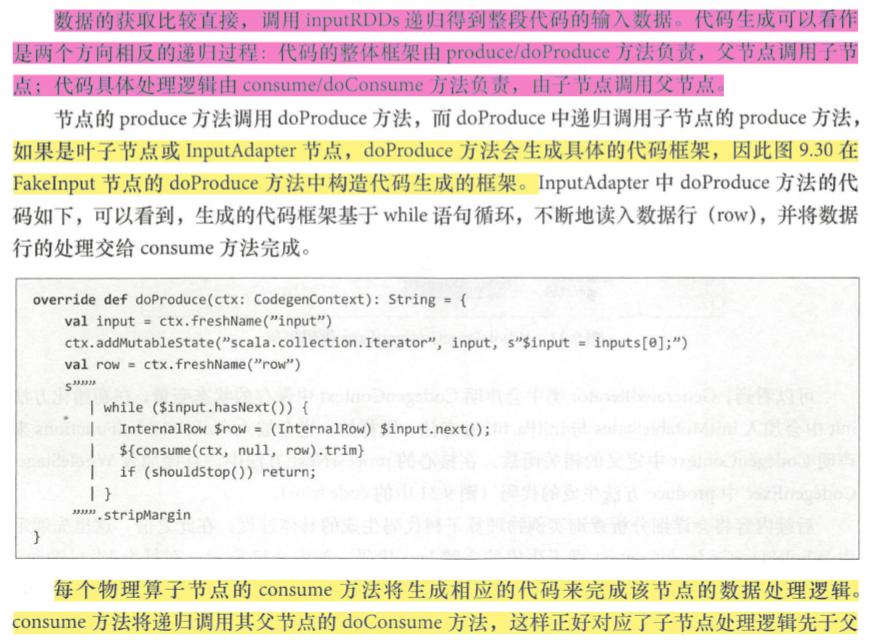 数据的获取比较直接，调用 inputRDDs 递归得到整段代码的输入数据。代码生成可以看作
是两个方向相反的递归过程：代码的整体框架由 produce/doProduce 方法负责，父节点调用子节
点；代码具体处理逻辑由 consume/doConsume 方法负责，由子节点调用父节点。
节点的 produce 方法调用 doProduce 方法，而 doProduce 中递归调用子节点的 produce 方法，
如果是叶子节点或 InputAdapter 节点，doProduce 方法会生成具体的代码框架，因此图 9.30 在
FakeInput 节点的 doProduce 方法中构造代码生成的框架。InputAdapter 中 doProduce 方法的代
码如下，可以看到，生成的代码框架基于 while 语句循环，不断地读入数据行（row），并将数据
行的处理交给 consume 方法完成。
override def doProduce(ctx: CodegenContext): String = {
val input = ctx.freshName(”input”)
ctx.addMutableState(”scala.collection.Iterator”, input, s”$input = inputs[0];”)
val row = ctx.freshName(”row”)
s”””
| while ($input.hasNext()) {
|   InternalRow $row = (InternalRow) $input.next();
|   ${consume(ctx, null, row).trim}
|   if (shouldStop()) return;
| }
”””.stripMargin
}
每个物理算子节点的 consume 方法将生成相应的代码来完成该节点的数据处理逻辑。
consume 方法将递归调用其父节点的 doConsume 方法，这样正好对应了子节点处理逻辑先于父